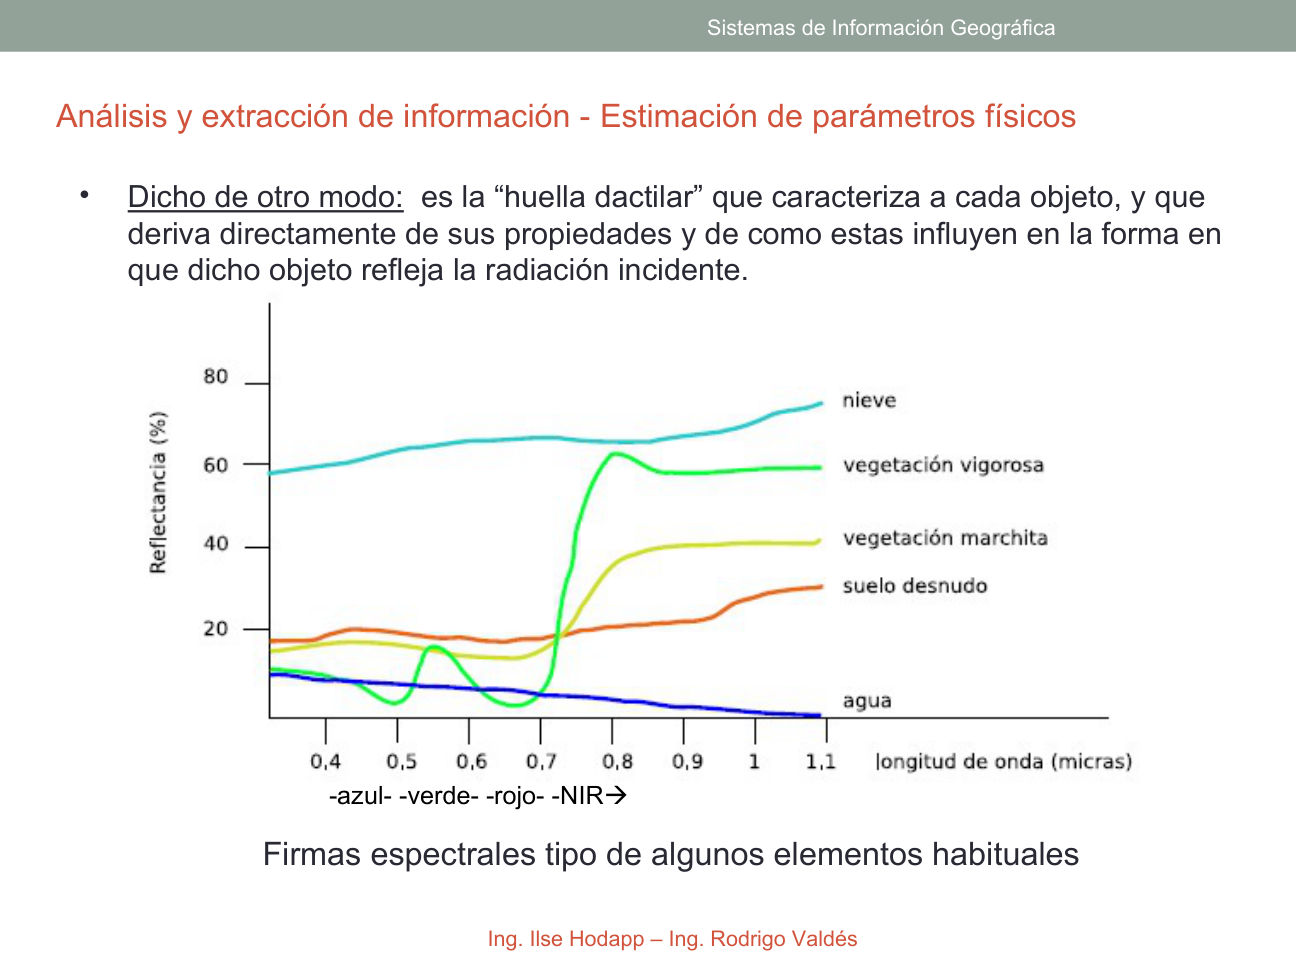 Sistemas de Información Geográfica
Análisis y extracción de información - Estimación de parámetros físicos
• Dicho de otro modo: es la “huella dactilar” que caracteriza a cada objeto, y que
deriva directamente de sus propiedades y de como estas influyen en la forma en
que dicho objeto refleja la radiación incidente.
Reflectancia (%)
80
60
40
20
nieve
vegetación vigorosa
vegetación marchita
suelo desnudo
agua
0,4 0,5 0,6 0,7 0,8 0,9 1 1,1 longitud de onda (micras)
-azul- -verde- -rojo- -NIR→
Firmas espectrales tipo de algunos elementos habituales
Ing. Ilse Hodapp – Ing. Rodrigo Valdés